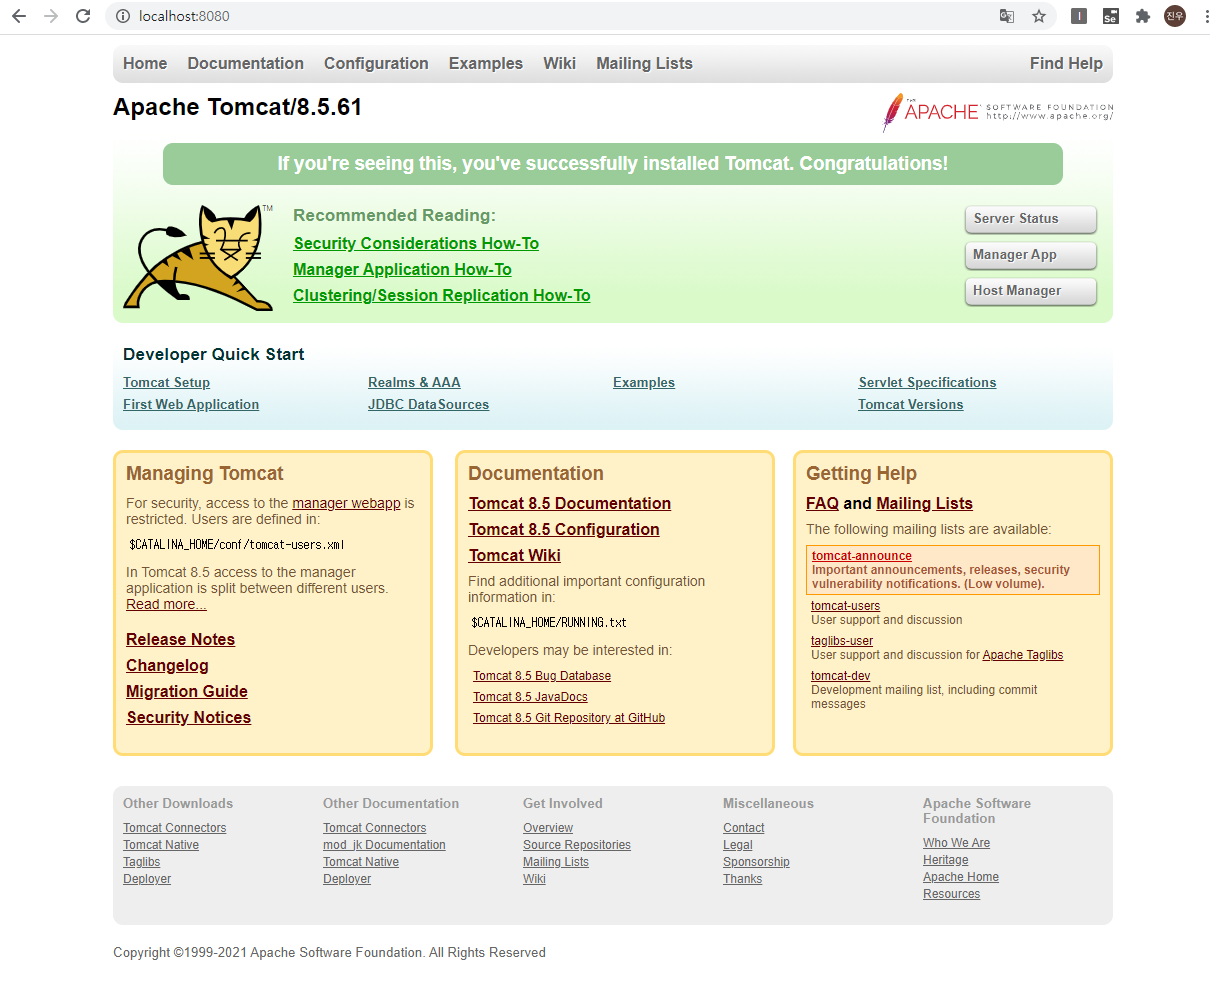 localhost:8080
진우
Home Documentation Configuration Examples Wiki Mailing Lists Find Help
Apache Tomcat/8.5.61
THE APACHE SOFTWARE FOUNDATION
http://www.apache.org/
If you're seeing this, you've successfully installed Tomcat. Congratulations!
TM
Recommended Reading:
Security Considerations How-To
Manager Application How-To
Clustering/Session Replication How-To
Server Status
Manager App
Host Manager
Developer Quick Start
Tomcat Setup
First Web Application
Realms & AAA
JDBC DataSources
Examples
Servlet Specifications
Tomcat Versions
Managing Tomcat
For security, access to the manager webapp is
restricted. Users are defined in:
$CATALINA_HOME/conf/tomcat-users.xml
In Tomcat 8.5 access to the manager
application is split between different users.
Read more...
Release Notes
Changelog
Migration Guide
Security Notices
Documentation
Tomcat 8.5 Documentation
Tomcat 8.5 Configuration
Tomcat Wiki
Find additional important configuration
information in:
$CATALINA_HOME/RUNNING.txt
Developers may be interested in:
Tomcat 8.5 Bug Database
Tomcat 8.5 JavaDocs
Tomcat 8.5 Git Repository at GitHub
Getting Help
FAQ and Mailing Lists
The following mailing lists are available:
tomcat-announce
Important announcements, releases, security
vulnerability notifications. (Low volume).
tomcat-users
User support and discussion
taglibs-user
User support and discussion for Apache Taglibs
tomcat-dev
Development mailing list, including commit
messages
Other Downloads
Tomcat Connectors
Tomcat Native
Taglibs
Deployer
Other Documentation
Tomcat Connectors
mod_jk Documentation
Tomcat Native
Deployer
Get Involved
Overview
Source Repositories
Mailing Lists
Wiki
Miscellaneous
Contact
Legal
Sponsorship
Thanks
Apache Software
Foundation
Who We Are
Heritage
Apache Home
Resources
Copyright ©1999-2021 Apache Software Foundation. All Rights Reserved